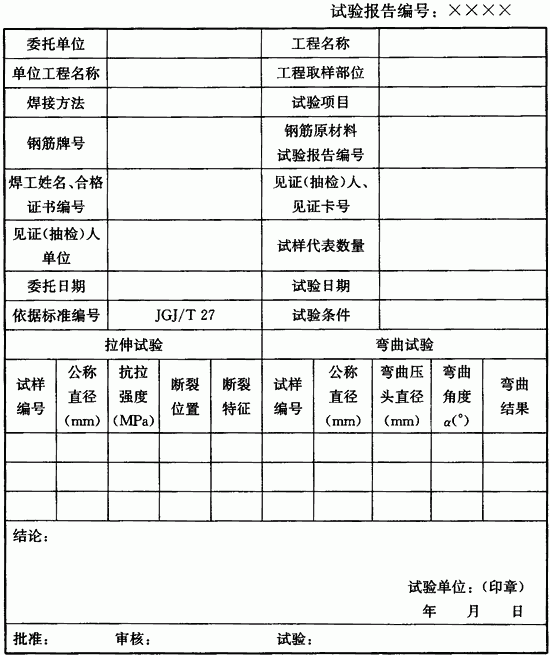 试验报告编号：××××
委托单位 工程名称
单位工程名称 工程取样部位
焊接方法 试验项目
钢筋牌号 钢筋原材料
试验报告编号
焊工姓名、合格
证书编号 见证(抽检)人、
见证卡号
见证(抽检)人
单位 试样代表数量
委托日期 试验日期
依据标准编号 JGJ/T 27 试验条件
拉伸试验 弯曲试验
试样
编号
公称
直径
(mm)
抗拉
强度
(MPa)
断裂
位置
断裂
特征
试样
编号
公称
直径
(mm)
弯曲压
头直径
(mm)
弯曲
角度
α(°)
弯曲
结果
结论：
试验单位：(印章)
年 月 日
批准： 审核： 试验：